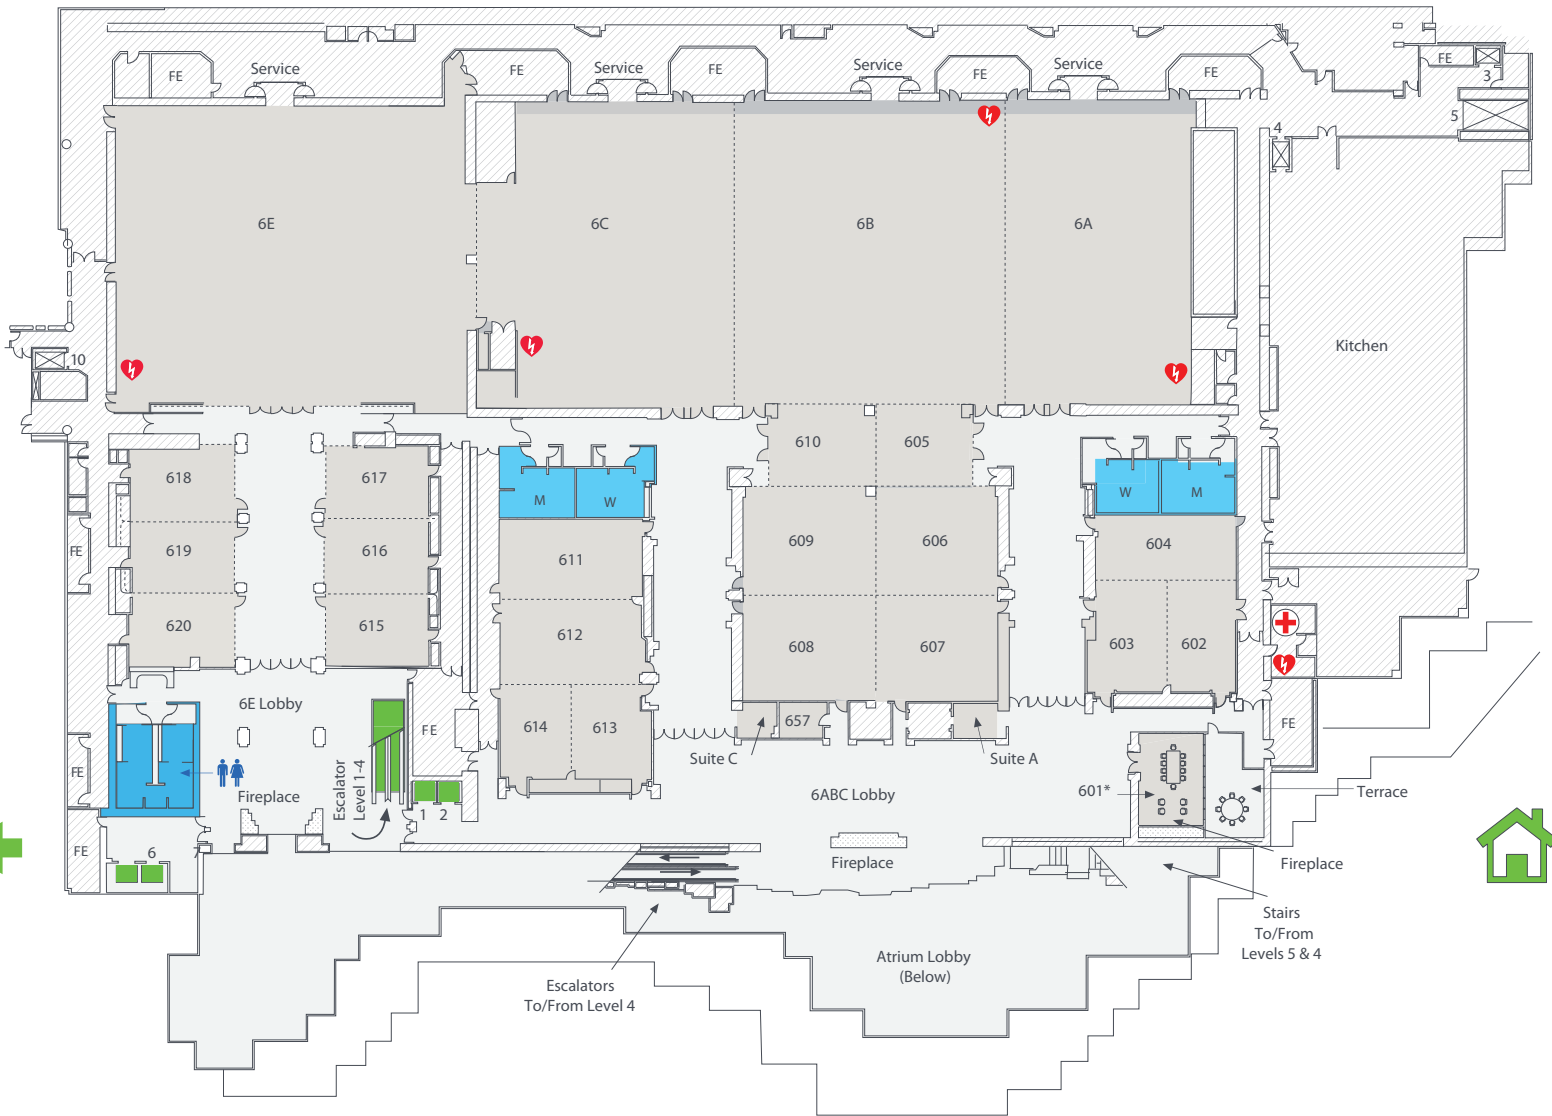 FE
Service
FE
Service
FE
Service
FE
Service
FE
FE
3
5
4
6E
6C
6B
6A
Kitchen
10
610
605
618
617
M
W
W
M
619
616
611
609
606
604
FE
620
615
612
608
607
603
602
6E Lobby
FE
614
613
657
FE
Suite C
Suite A
FE
Fireplace
Escalator
Level 1-4
1
2
6ABC Lobby
601*
Terrace
FE
6
7
Fireplace
Fireplace
Stairs
To/From
Levels 5 & 4
Atrium Lobby
(Below)
Escalators
To/From Level 4